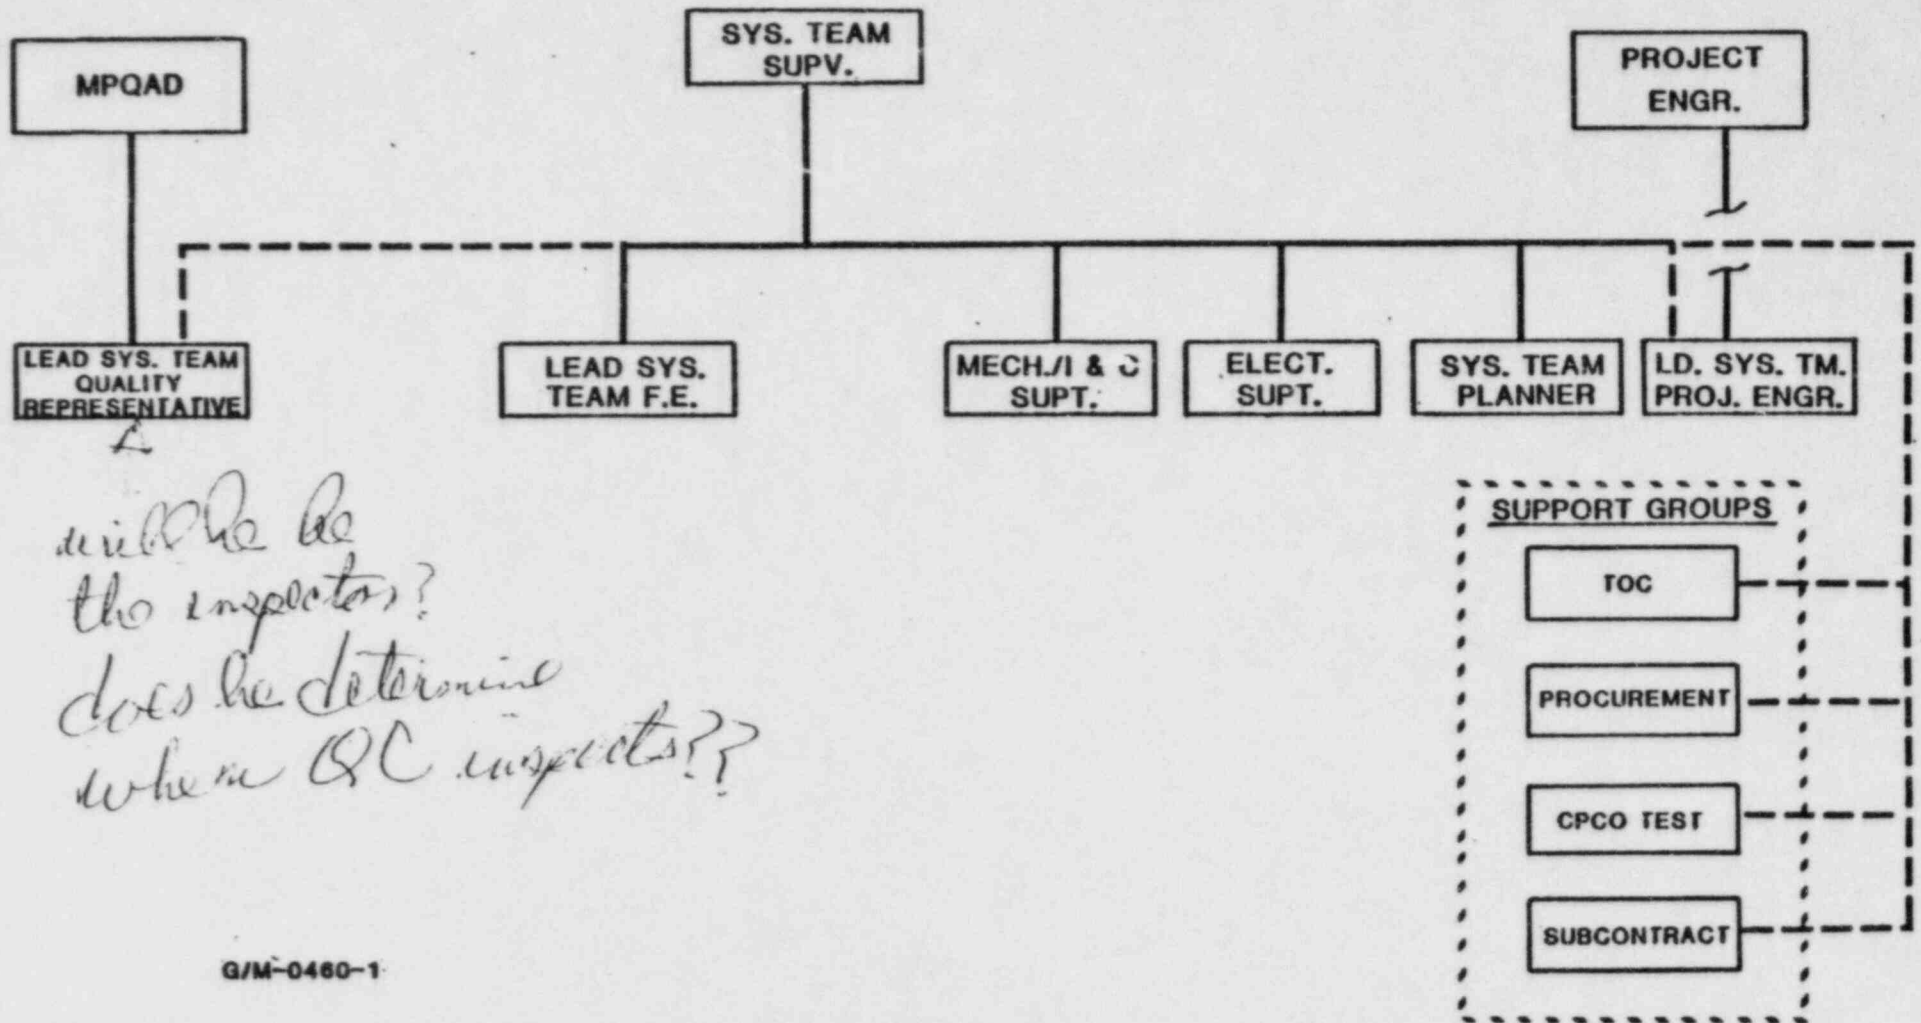 MPQAD
SYS. TEAM
SUPV.
PROJECT
ENGR.
LEAD SYS. TEAM
QUALITY
REPRESENTATIVE
LEAD SYS.
TEAM F.E.
MECH./I & C
SUPT.
ELECT.
SUPT.
SYS. TEAM
PLANNER
LD. SYS. TM.
PROJ. ENGR.
will he be
the inspectors?
does he determine
when QC inspects??
SUPPORT GROUPS
TOC
PROCUREMENT
CPCO TEST
SUBCONTRACT
G/M-0460-1